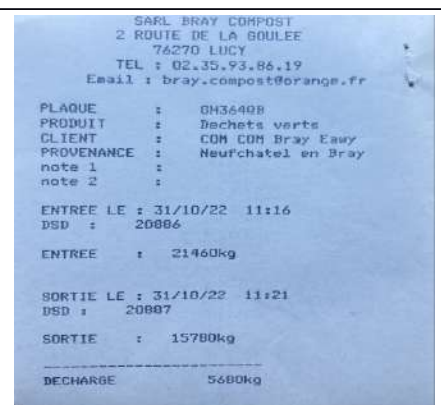 SARL BRAY COMPOST
2 ROUTE DE LA GOULEE
76270 LUCY
TEL : 02.35.93.86.19
Email : bray.compost@orange.fr
PLAQUE : GH364QB
PRODUIT : Dechets verts
CLIENT : COM COM Bray Eawy
PROVENANCE : Neufchatel en Bray
note 1 :
note 2 :
ENTREE LE : 31/10/22 11:16
DSD : 20886
ENTREE : 21460kg
SORTIE LE : 31/10/22 11:21
DSD : 20887
SORTIE : 15780kg
------------------------
DECHARGE 5680kg